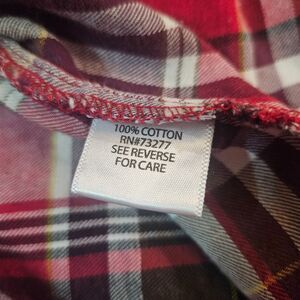 100% COTTON
RN#73277
SEE REVERSE
FOR CARE